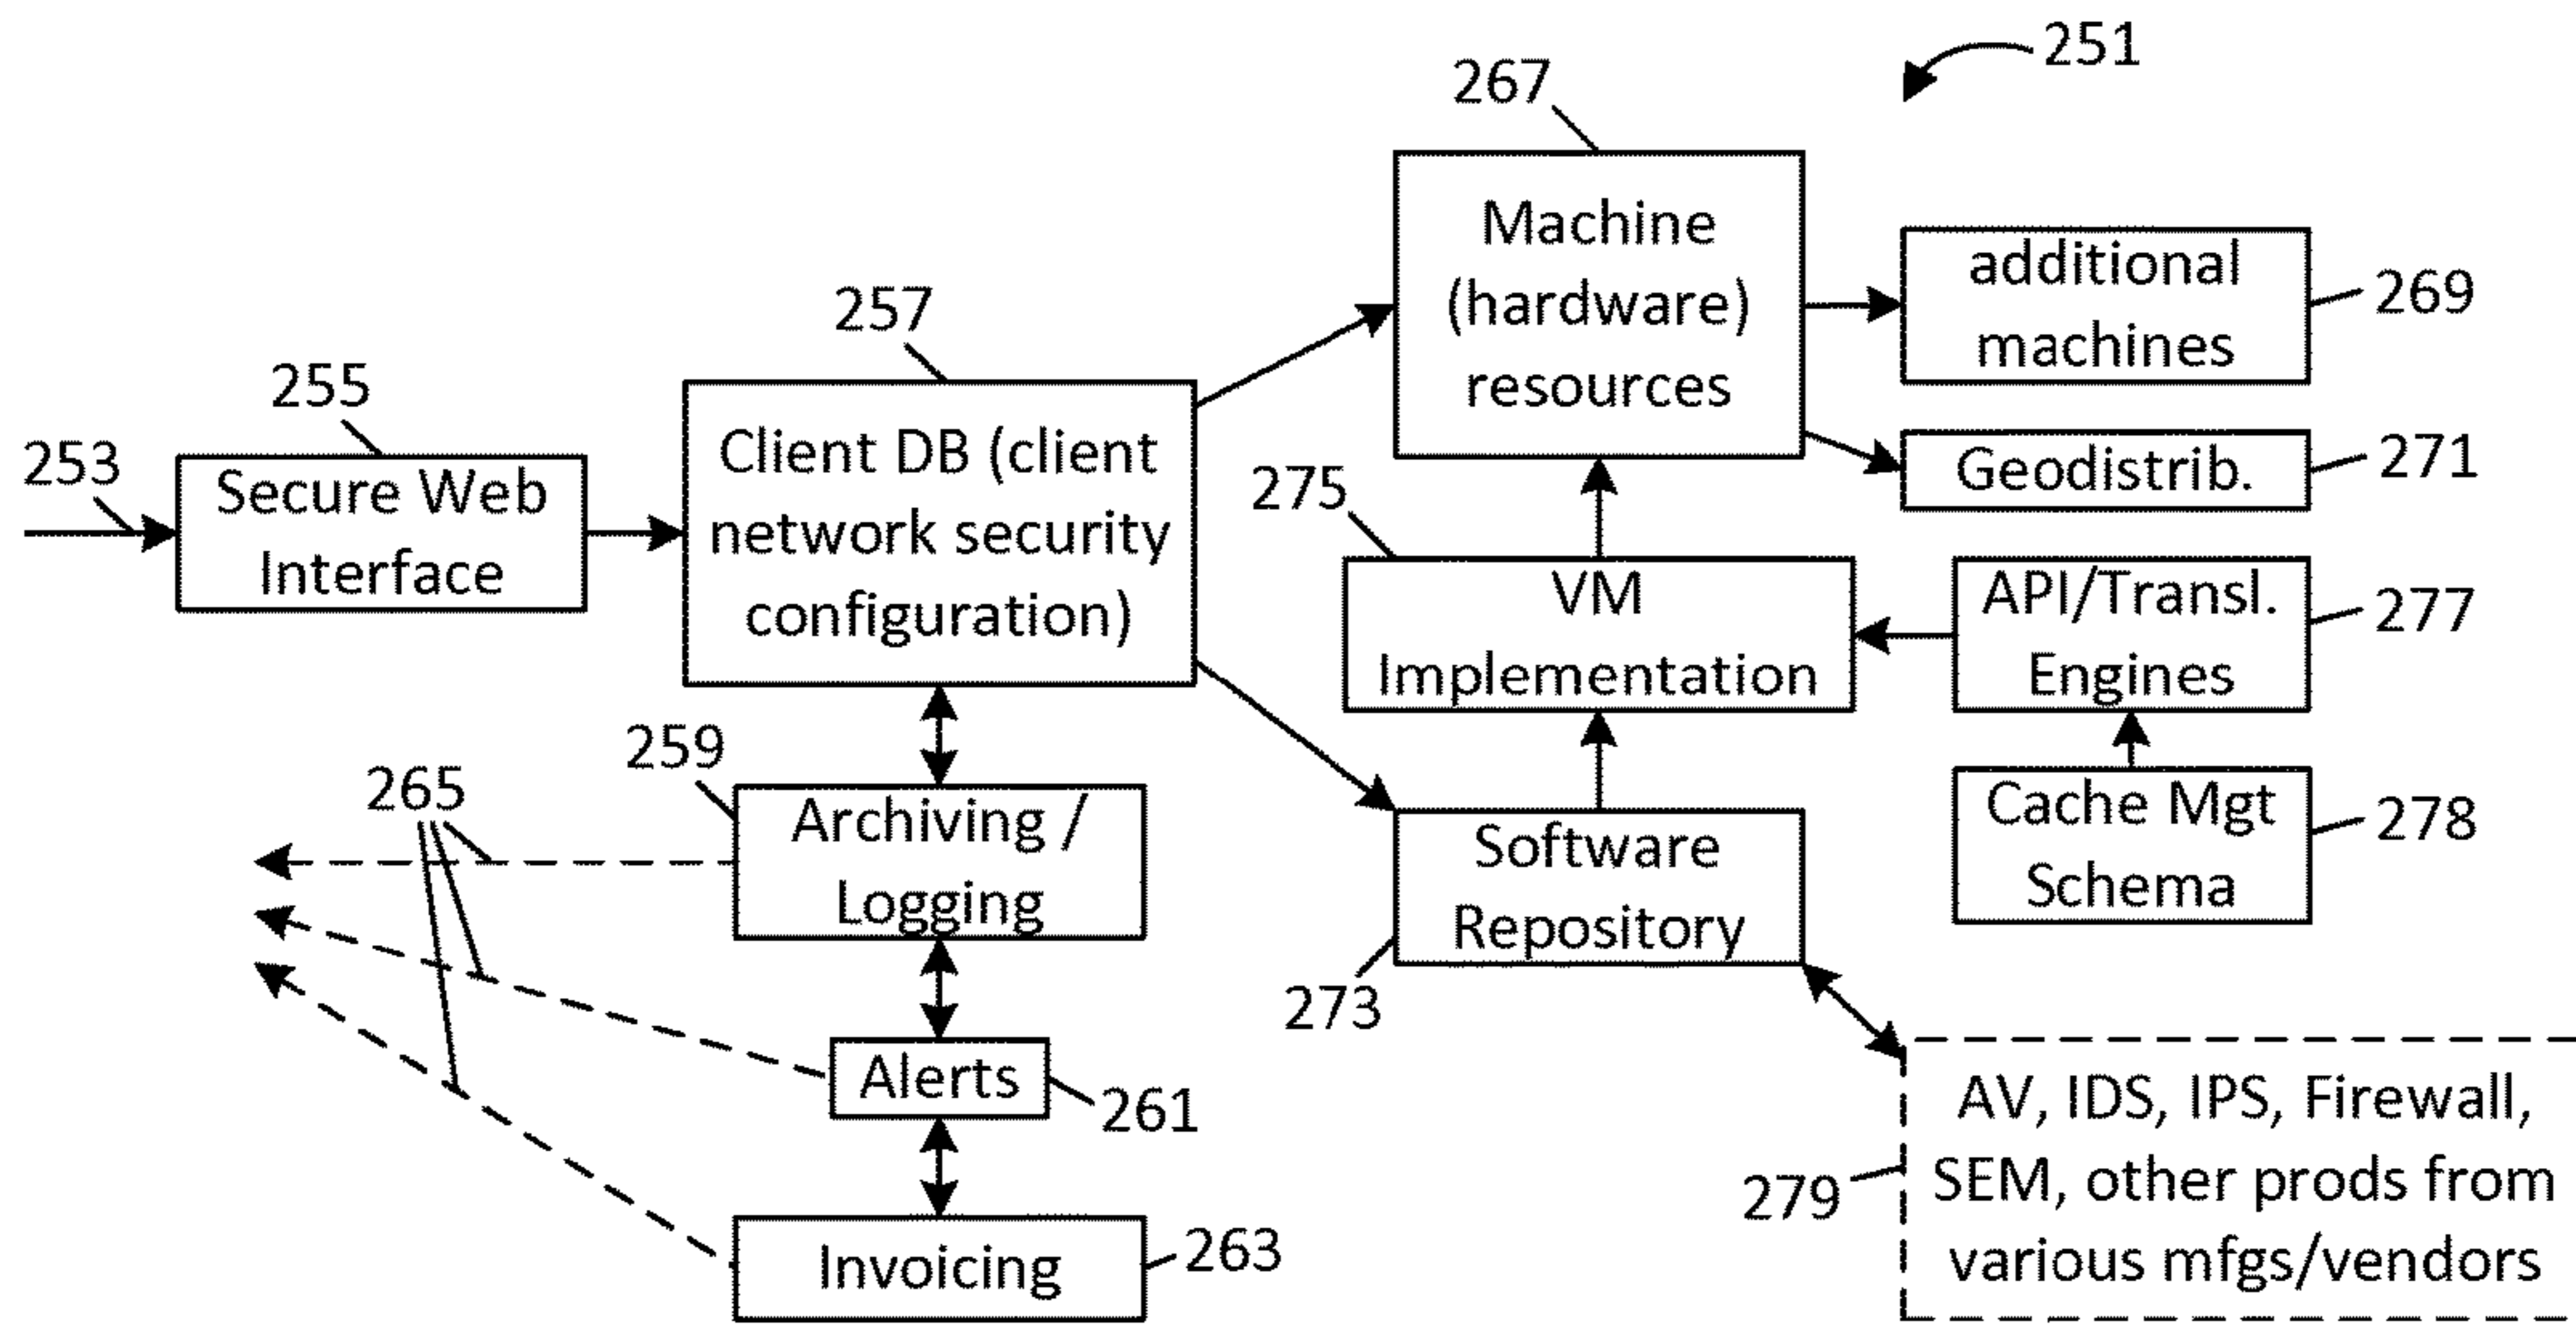 251
267
Machine
(hardware)
resources
additional
machines
269
257
255
253
Secure Web
Interface
Client DB (client
network security
configuration)
Geodistrib.
271
275
VM
Implementation
API/Transl.
Engines
277
259
265
Archiving /
Logging
Software
Repository
273
Cache Mgt
Schema
278
Alerts
261
Invoicing
263
279
AV, IDS, IPS, Firewall,
SEM, other prods from
various mfgs/vendors